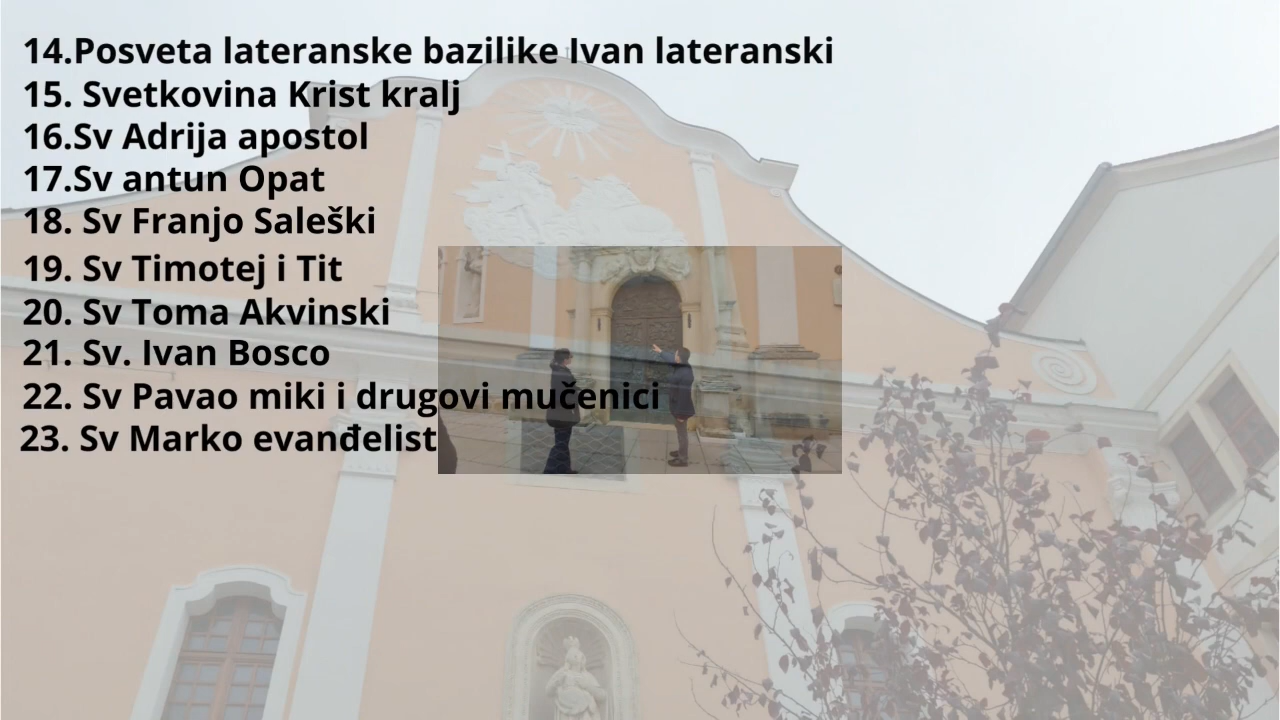 14.Posveta lateranske bazilike Ivan lateranski
15. Svetkovina Krist kralj
16.Sv Adrija apostol
17.Sv antun Opat
18. Sv Franjo Saleški
19. Sv Timotej i Tit
20. Sv Toma Akvinski
21. Sv. Ivan Bosco
22. Sv Pavao miki i drugovi mučenici
23. Sv Marko evanđelist